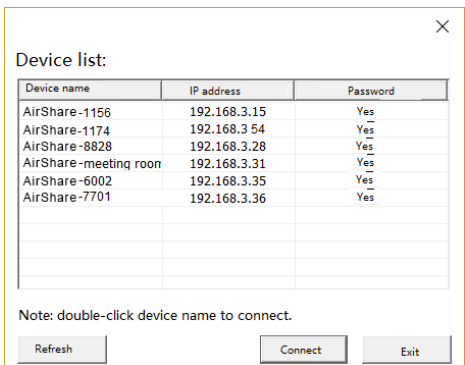 Device list:
Device name IP address Password
AirShare-1156 192.168.3.15 Yes
AirShare-1174 192.168.3 54 Yes
AirShare-8828 192.168.3.28 Yes
AirShare-meeting room 192.168.3.31 Yes
AirShare-6002 192.168.3.35 Yes
AirShare-7701 192.168.3.36 Yes
Note: double-click device name to connect.
Refresh Connect Exit